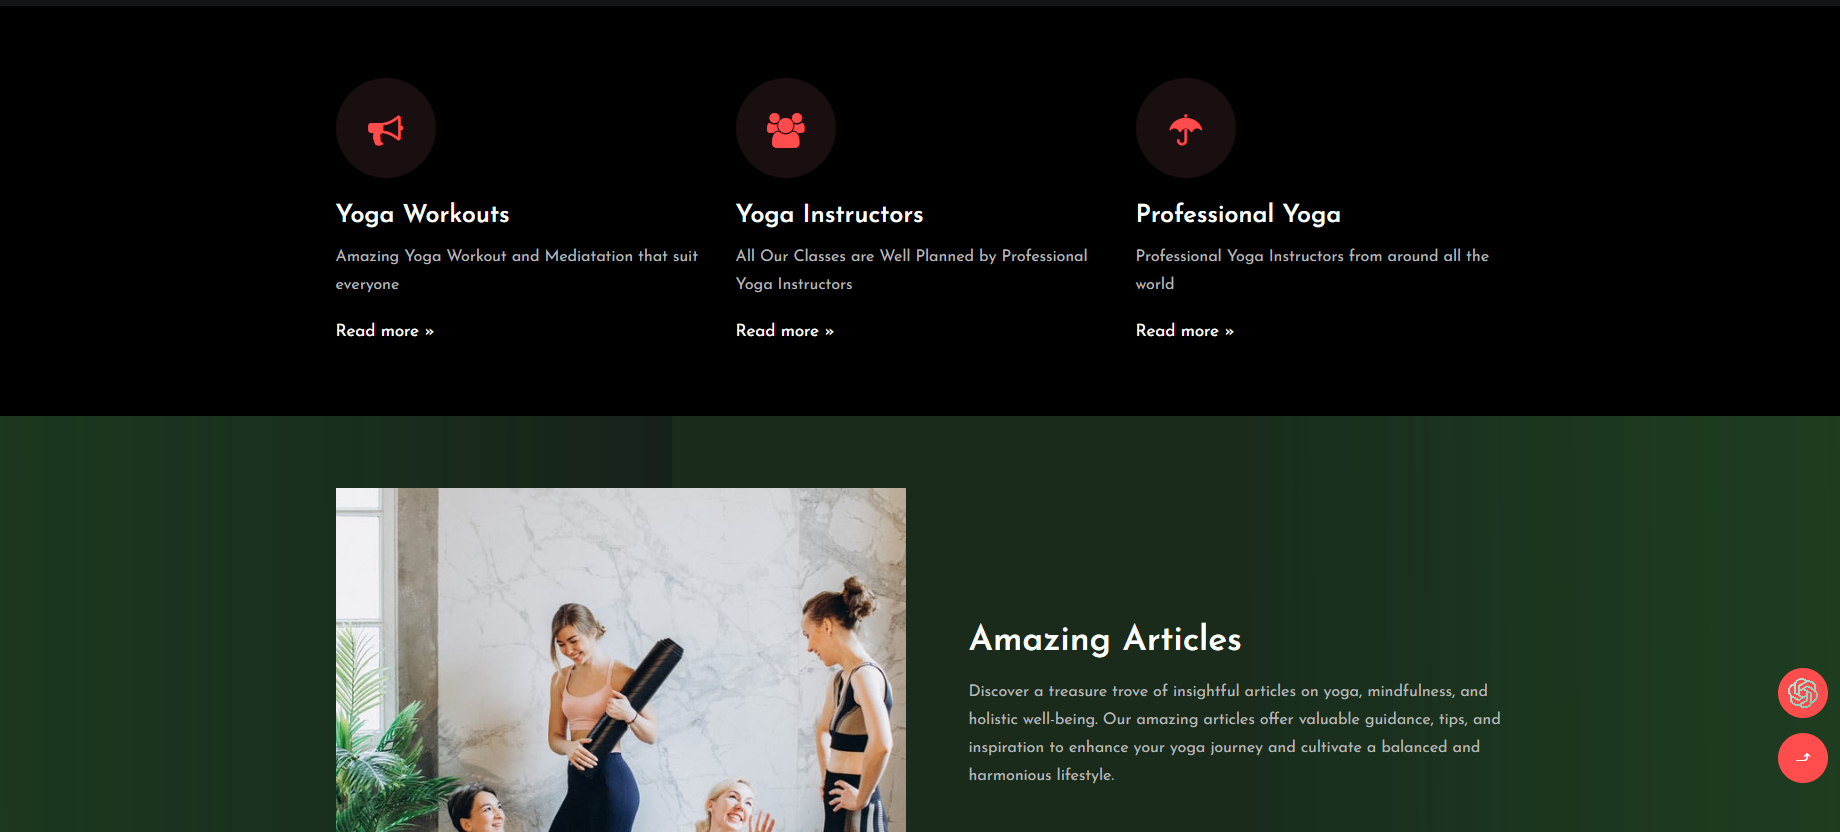 Yoga Workouts
Amazing Yoga Workout and Mediatation that suit
everyone
Read more »
Yoga Instructors
All Our Classes are Well Planned by Professional
Yoga Instructors
Read more »
Professional Yoga
Professional Yoga Instructors from around all the
world
Read more »
Amazing Articles
Discover a treasure trove of insightful articles on yoga, mindfulness, and
holistic well-being. Our amazing articles offer valuable guidance, tips, and
inspiration to enhance your yoga journey and cultivate a balanced and
harmonious lifestyle.